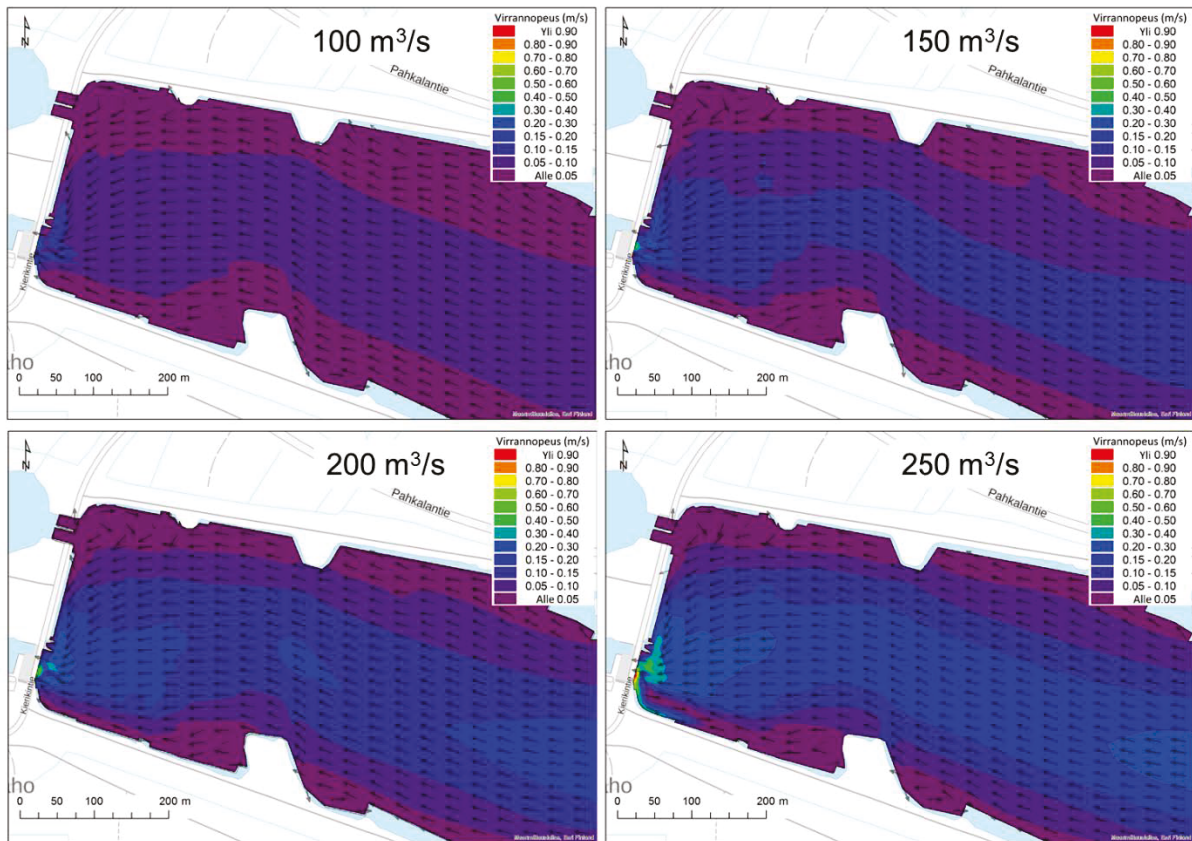 100 m³/s
Virrannopeus (m/s)
Yli 0.90
0.80 - 0.90
0.70 - 0.80
0.60 - 0.70
0.50 - 0.60
0.40 - 0.50
0.30 - 0.40
0.20 - 0.30
0.15 - 0.20
0.10 - 0.15
0.05 - 0.10
Alle 0.05
N
Pahkalantie
Kierikintie
aho
0 50 100 200 m
150 m³/s
Virrannopeus (m/s)
Yli 0.90
0.80 - 0.90
0.70 - 0.80
0.60 - 0.70
0.50 - 0.60
0.40 - 0.50
0.30 - 0.40
0.20 - 0.30
0.15 - 0.20
0.10 - 0.15
0.05 - 0.10
Alle 0.05
N
Pahkalantie
Kierikintie
ho
0 50 100 200 m
200 m³/s
Virrannopeus (m/s)
Yli 0.90
0.80 - 0.90
0.70 - 0.80
0.60 - 0.70
0.50 - 0.60
0.40 - 0.50
0.30 - 0.40
0.20 - 0.30
0.15 - 0.20
0.10 - 0.15
0.05 - 0.10
Alle 0.05
N
Pahkalantie
Kierikintie
ho
0 50 100 200 m
250 m³/s
Virrannopeus (m/s)
Yli 0.90
0.80 - 0.90
0.70 - 0.80
0.60 - 0.70
0.50 - 0.60
0.40 - 0.50
0.30 - 0.40
0.20 - 0.30
0.15 - 0.20
0.10 - 0.15
0.05 - 0.10
Alle 0.05
N
Pahkalantie
Kierikintie
ho
0 50 100 200 m